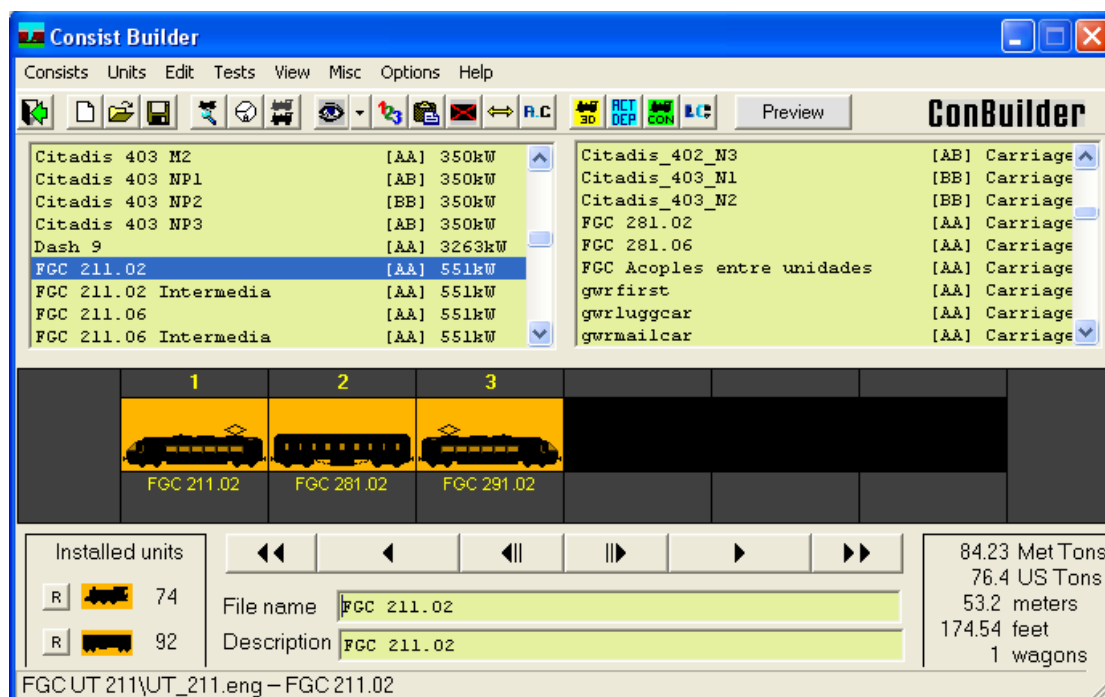 Consist Builder
Consists Units Edit Tests View Misc Options Help
123 A.C 3D ACT DEP CON Preview ConBuilder
Citadis 403 M2 [AA] 350kW
Citadis 403 NP1 [AB] 350kW
Citadis 403 NP2 [BB] 350kW
Citadis 403 NP3 [AB] 350kW
Dash 9 [AA] 3263kW
FGC 211.02 [AA] 551kW
FGC 211.02 Intermedia [AA] 551kW
FGC 211.06 [AA] 551kW
FGC 211.06 Intermedia [AA] 551kW
Citadis_402_N3 [AB] Carriage
Citadis_403_N1 [BB] Carriage
Citadis_403_N2 [BB] Carriage
FGC 281.02 [AA] Carriage
FGC 281.06 [AA] Carriage
FGC Acoples entre unidades [AA] Carriage
gwrfirst [AA] Carriage
gwrluggcar [AA] Carriage
gwrmailcar [AA] Carriage
1 2 3
FGC 211.02 FGC 281.02 FGC 291.02
Installed units
R 74
R 92
File name FGC 211.02
Description FGC 211.02
84.23 Met Tons
76.4 US Tons
53.2 meters
174.54 feet
1 wagons
FGC UT 211\UT_211.eng – FGC 211.02